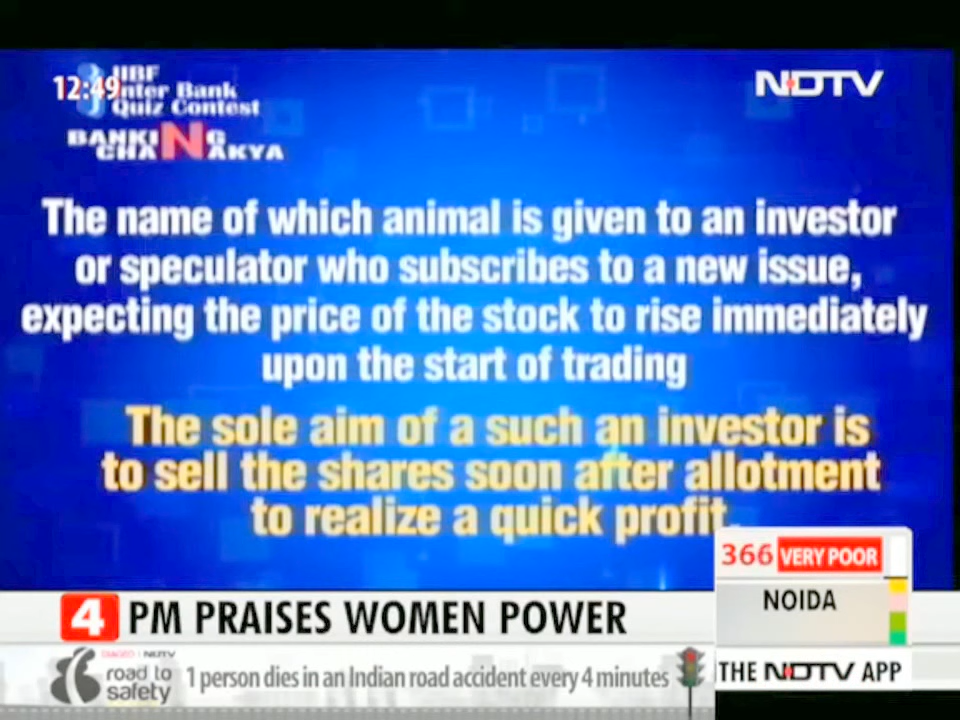 12:49
IIBF
Inter Bank
Quiz Contest
BANKING
CHANAKYA
NDTV
The name of which animal is given to an investor
or speculator who subscribes to a new issue,
expecting the price of the stock to rise immediately
upon the start of trading
The sole aim of a such an investor is
to sell the shares soon after allotment
to realize a quick profit.
366 VERY POOR
NOIDA
4 PM PRAISES WOMEN POWER
DIAGEO | NDTV
road to
safety
1 person dies in an Indian road accident every 4 minutes
THE NDTV APP